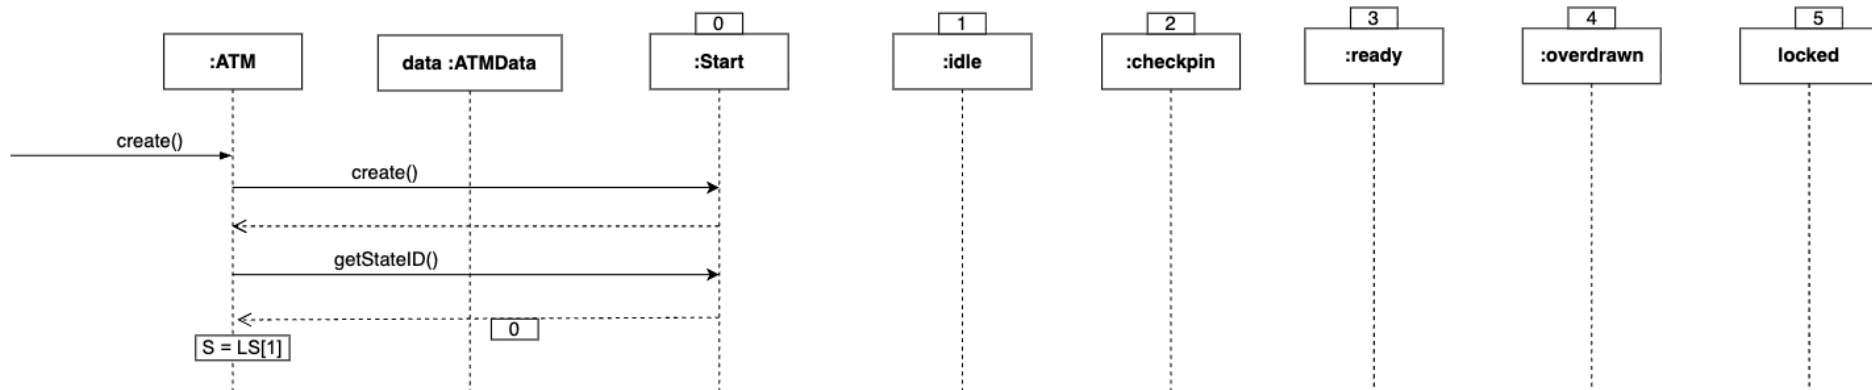 0
1
2
3
4
5
:ATM
data :ATMData
:Start
:idle
:checkpin
:ready
:overdrawn
locked
create()
create()
getStateID()
0
S = LS[1]